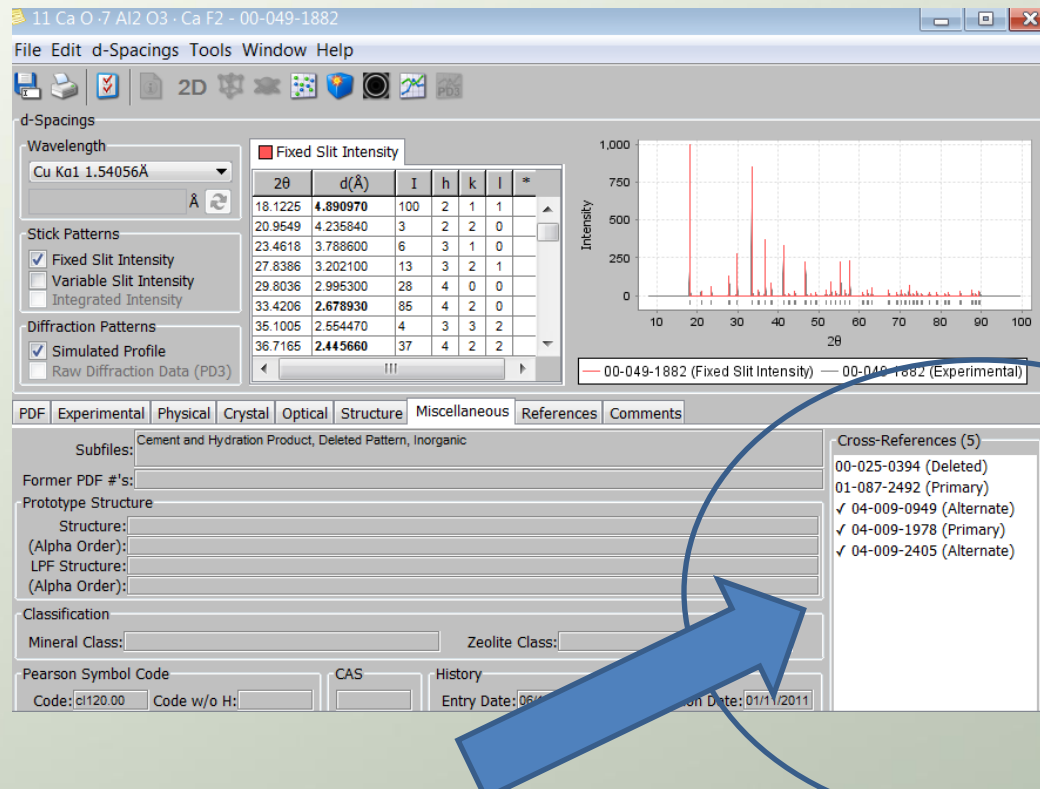 11 Ca O ·7 Al2 O3 · Ca F2 - 00-049-1882
File Edit d-Spacings Tools Window Help
2D
PD3
d-Spacings
Wavelength
Cu Kα1 1.54056Å
Å
Stick Patterns
Fixed Slit Intensity
Variable Slit Intensity
Integrated Intensity
Diffraction Patterns
Simulated Profile
Raw Diffraction Data (PD3)
Fixed Slit Intensity
2θ d(Å) I h k l *
18.1225 4.890970 100 2 1 1
20.9549 4.235840 3 2 2 0
23.4618 3.788600 6 3 1 0
27.8386 3.202100 13 3 2 1
29.8036 2.995300 28 4 0 0
33.4206 2.678930 85 4 2 0
35.1005 2.554470 4 3 3 2
36.7165 2.445660 37 4 2 2
1,000
750
500
250
0
Intensity
10 20 30 40 50 60 70 80 90 100
2θ
00-049-1882 (Fixed Slit Intensity) 00-049-1882 (Experimental)
PDF Experimental Physical Crystal Optical Structure Miscellaneous References Comments
Subfiles: Cement and Hydration Product, Deleted Pattern, Inorganic
Former PDF #'s:
Prototype Structure
Structure:
(Alpha Order):
LPF Structure:
(Alpha Order):
Classification
Mineral Class: Zeolite Class:
Pearson Symbol Code CAS History
Code: cI120.00 Code w/o H: Entry Date: Date: 01/11/2011
Cross-References (5)
00-025-0394 (Deleted)
01-087-2492 (Primary)
✓ 04-009-0949 (Alternate)
✓ 04-009-1978 (Primary)
✓ 04-009-2405 (Alternate)